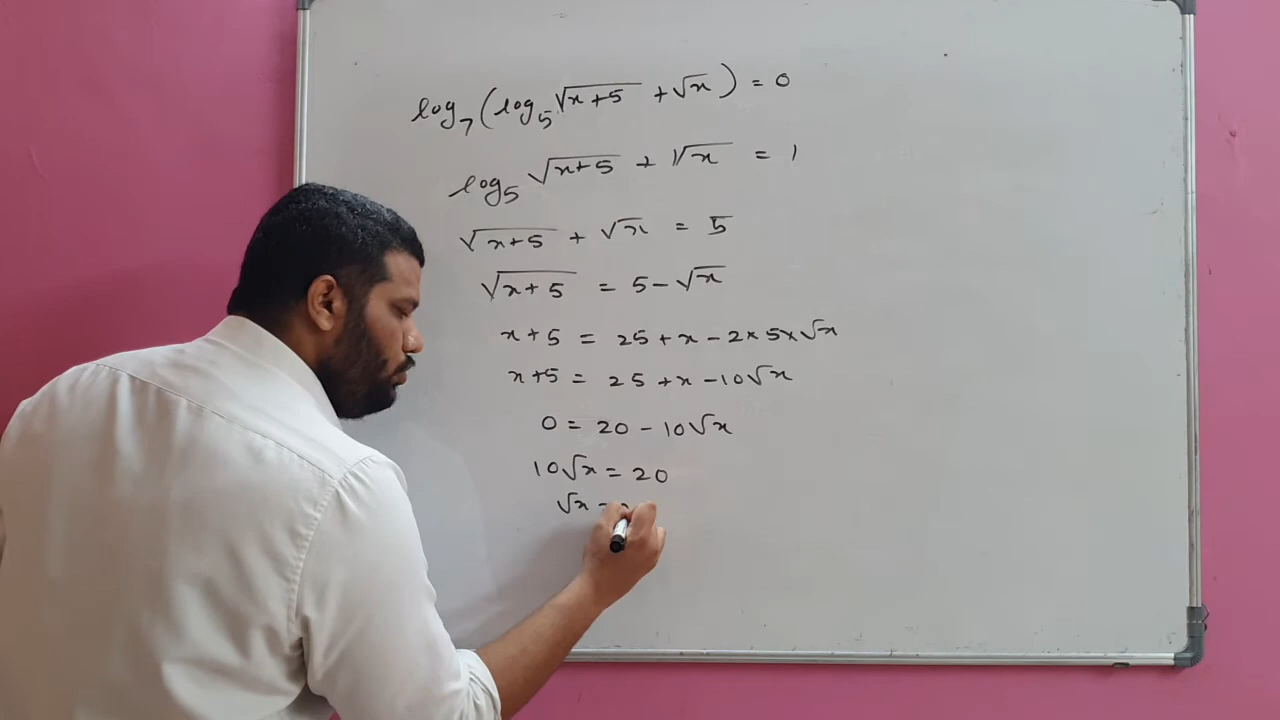 log₇(log₅√x+5 + √x) = 0
log₅ √x+5 + √x = 1
√x+5 + √x = 5
√x+5 = 5-√x
x+5 = 25+x-2×5×√x
x+5 = 25+x-10√x
0 = 20-10√x
10√x = 20
√x =